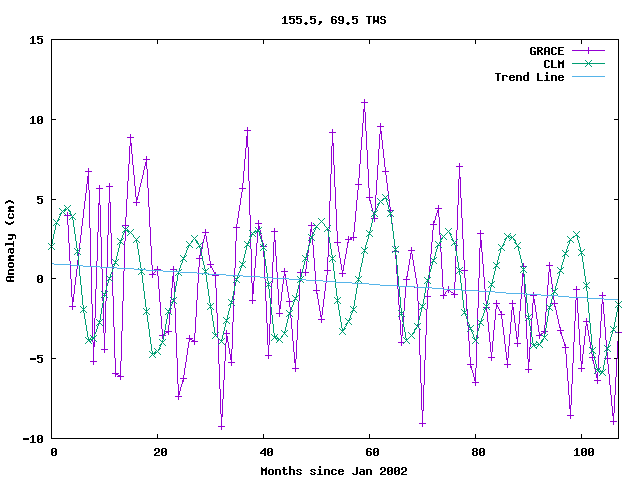 155.5, 69.5 TWS
15
GRACE
CLM
Trend Line
10
5
0
-5
-10
Anomaly (cm)
0 20 40 60 80 100
Months since Jan 2002